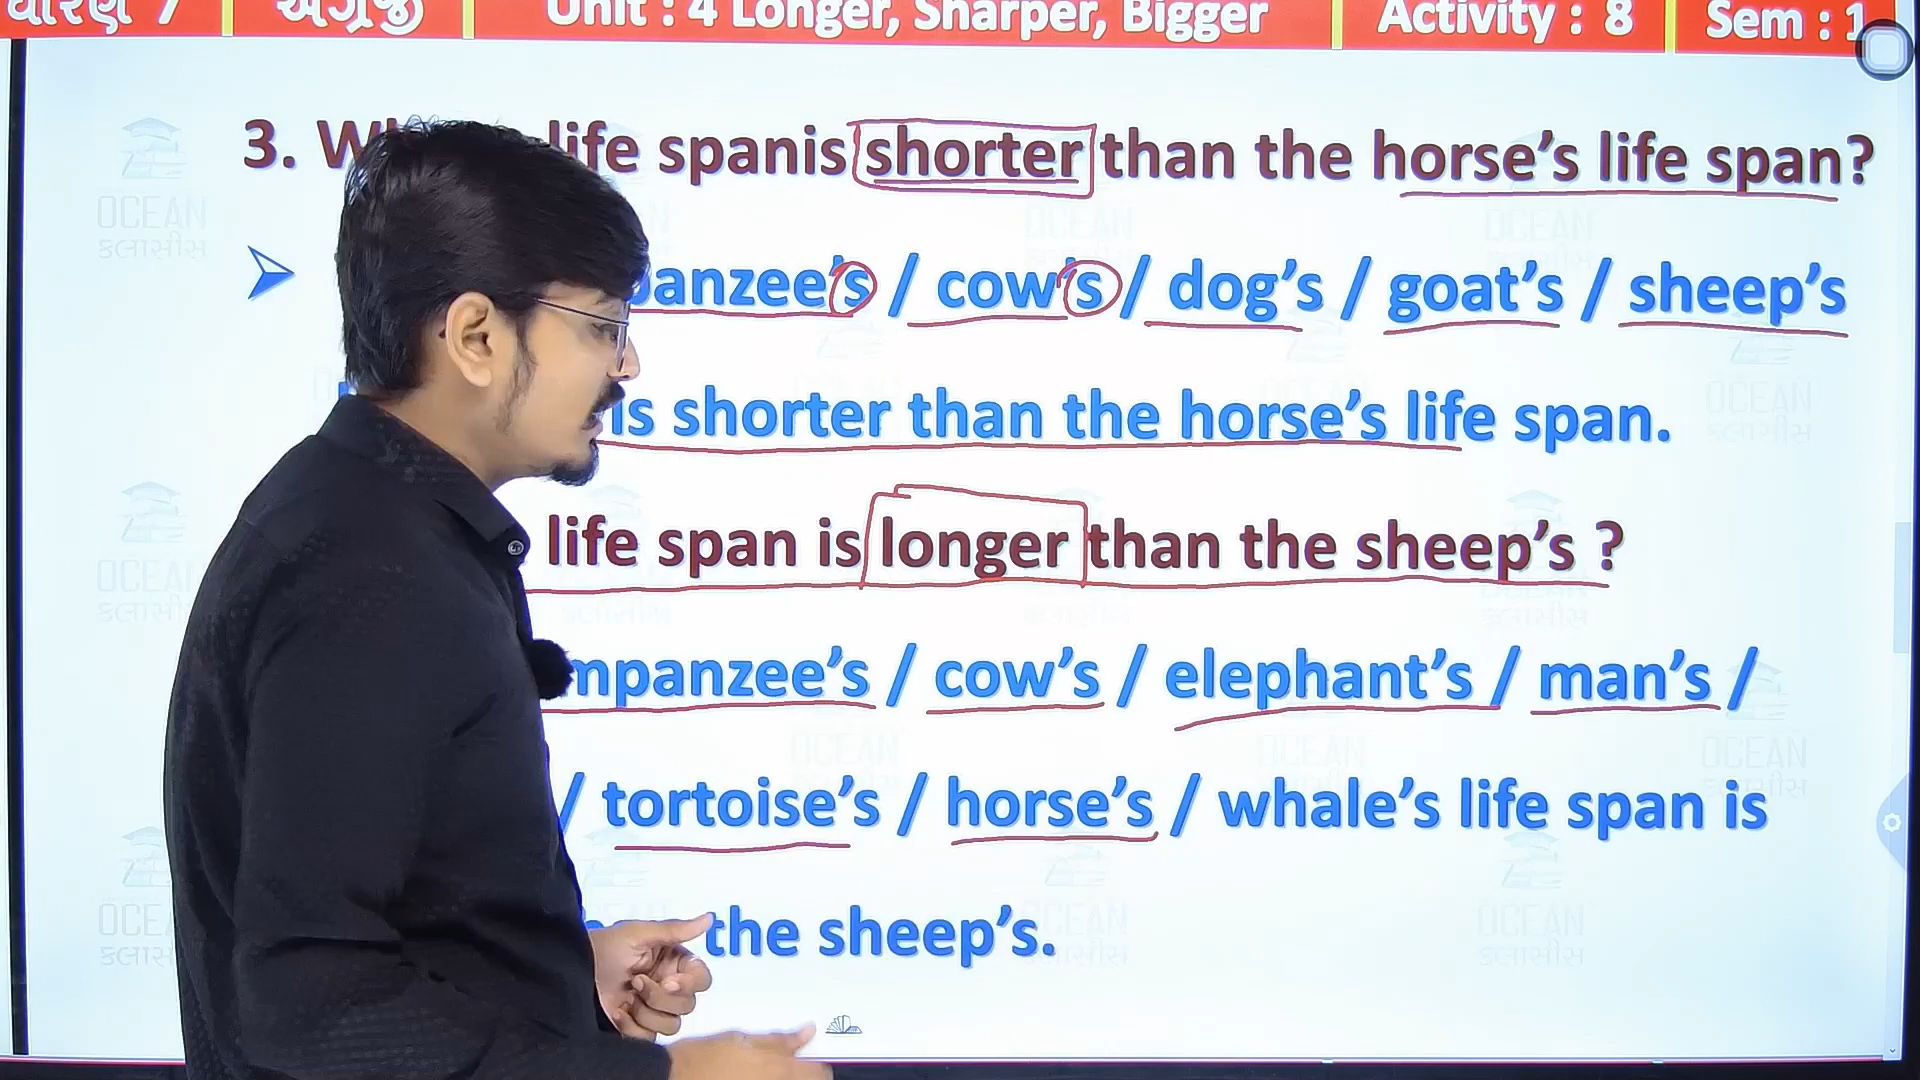 ધોરણ 7 અંગ્રેજી Unit : 4 Longer, Sharper, Bigger Activity : 8 Sem : 1
3. life spanis shorter than the horse’s life span?
➢ panzee’s / cow’s / dog’s / goat’s / sheep’s
is shorter than the horse’s life span.
life span is longer than the sheep’s ?
mpanzee’s / cow’s / elephant’s / man’s /
/ tortoise’s / horse’s / whale’s life span is
the sheep’s.
OCEAN
ક્લાસીસ